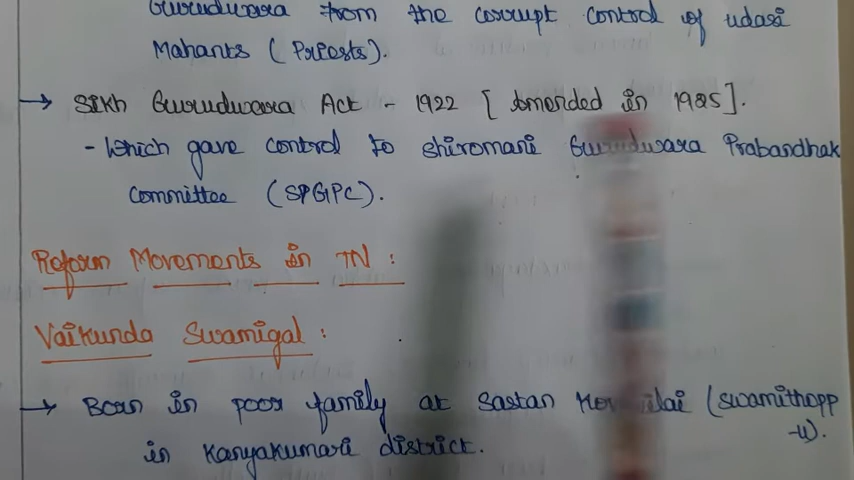 Gurudwara from the corrupt control of udasi
Mahants (Priests).
→ Sikh Gurudwara Act - 1922 [Amended in 1925].
- Which gave control to shiromani Gurudwara Prabandhak
Committee (SPGPC).
Reform Movements in TN:
Vaikunda Swamigal:
→ Born in poor family at Sastan (swamithopp
-u).
in Kanyakumari district.